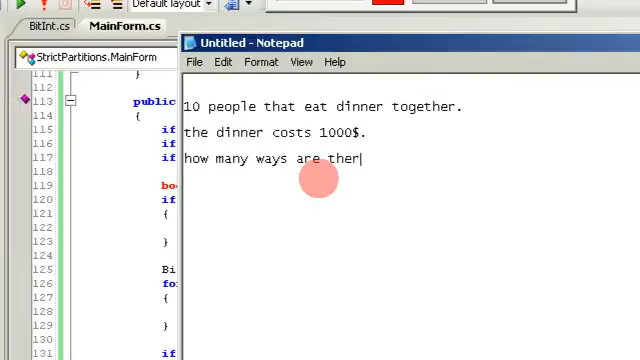 Default layout
BitInt.cs MainForm.cs
StrictPartitions.MainForm
Untitled - Notepad
File Edit Format View Help
10 people that eat dinner together.
the dinner costs 1000$.
how many ways are ther
111 }
112
113 public
114 {
115 if
116 if
117 if
118
119 boo
120 if
121 {
122
123 }
124
125 Bi
126 fo
127 {
128
129 }
130
131 if